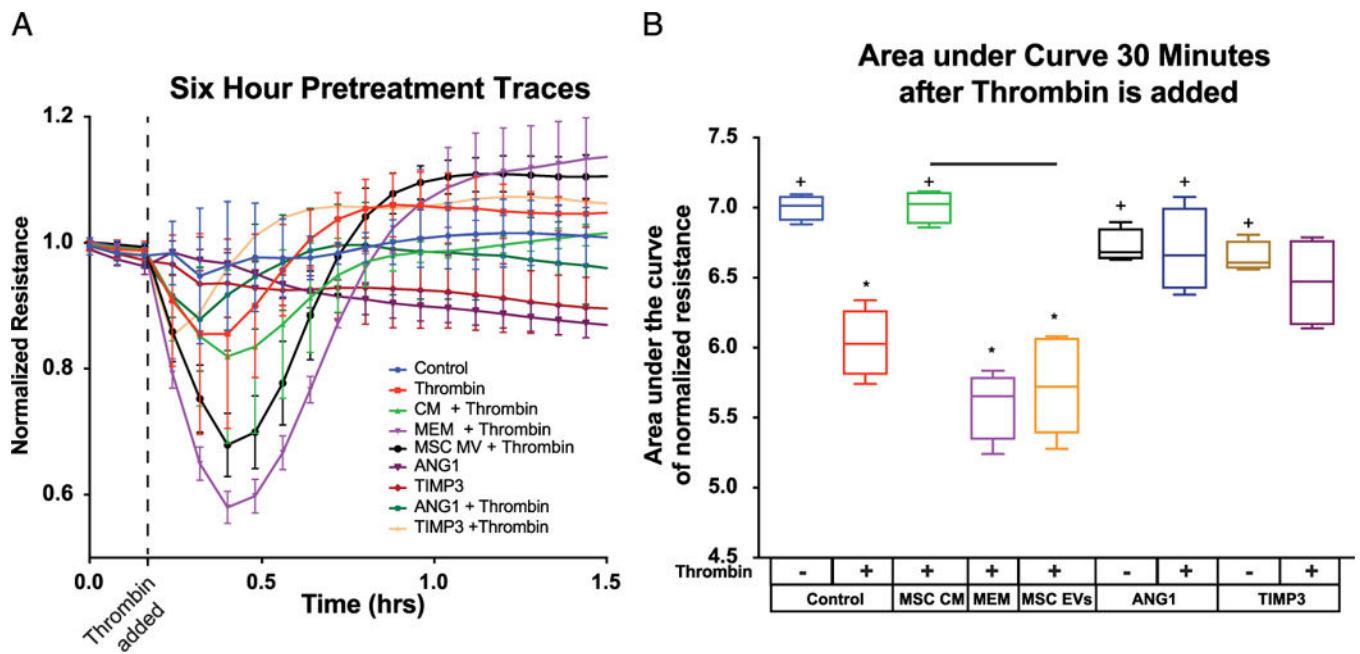 A
Six Hour Pretreatment Traces
Normalized Resistance
1.2
1.0
0.8
0.6
0.0
0.5
1.0
1.5
Thrombin
added
Time (hrs)
Control
Thrombin
CM + Thrombin
MEM + Thrombin
MSC MV + Thrombin
ANG1
TIMP3
ANG1 + Thrombin
TIMP3 +Thrombin
B
Area under Curve 30 Minutes
after Thrombin is added
Area under the curve
of normalized resistance
7.5
7.0
6.5
6.0
5.5
5.0
4.5
+ * + * * + + +
Thrombin - + + + + - + - +
Control MSC CM MEM MSC EVs ANG1 TIMP3